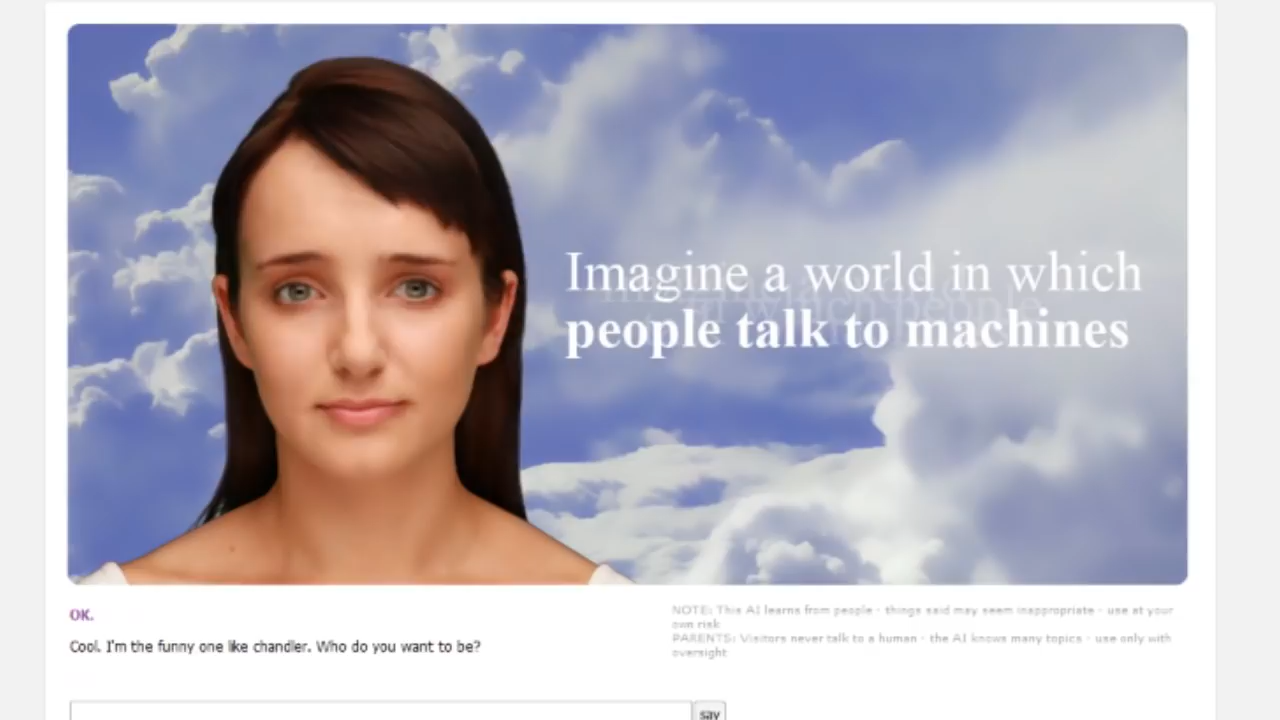 Imagine a world in which
people talk to machines
OK.
Cool. I'm the funny one like chandler. Who do you want to be?
NOTE: This AI learns from people - things said may seem inappropriate - use at your
own risk
PARENTS: Visitors never talk to a human - the AI knows many topics - use only with
oversight
say